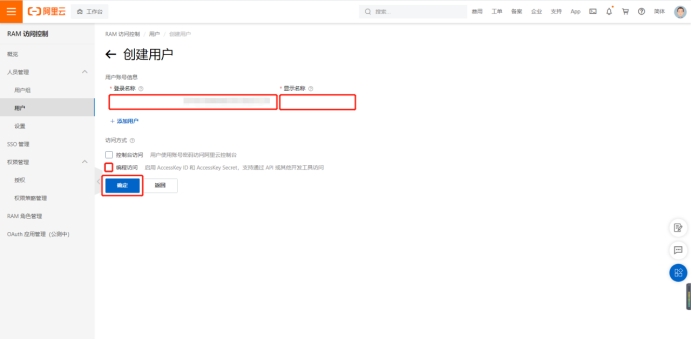 阿里云 工作台 搜索... 费用 工单 备案 企业 支持 App 简体
RAM 访问控制
RAM 访问控制 / 用户 / 创建用户
← 创建用户
概览
人员管理
用户组
用户
设置
SSO 管理
权限管理
授权
权限策略管理
RAM 角色管理
OAuth 应用管理(公测中)
用户账号信息
* 登录名称
* 显示名称
+ 添加用户
访问方式
控制台访问 用户使用账号密码访问阿里云控制台
编程访问 启用 AccessKey ID 和 AccessKey Secret,支持通过 API 或其他开发工具访问
确定 返回